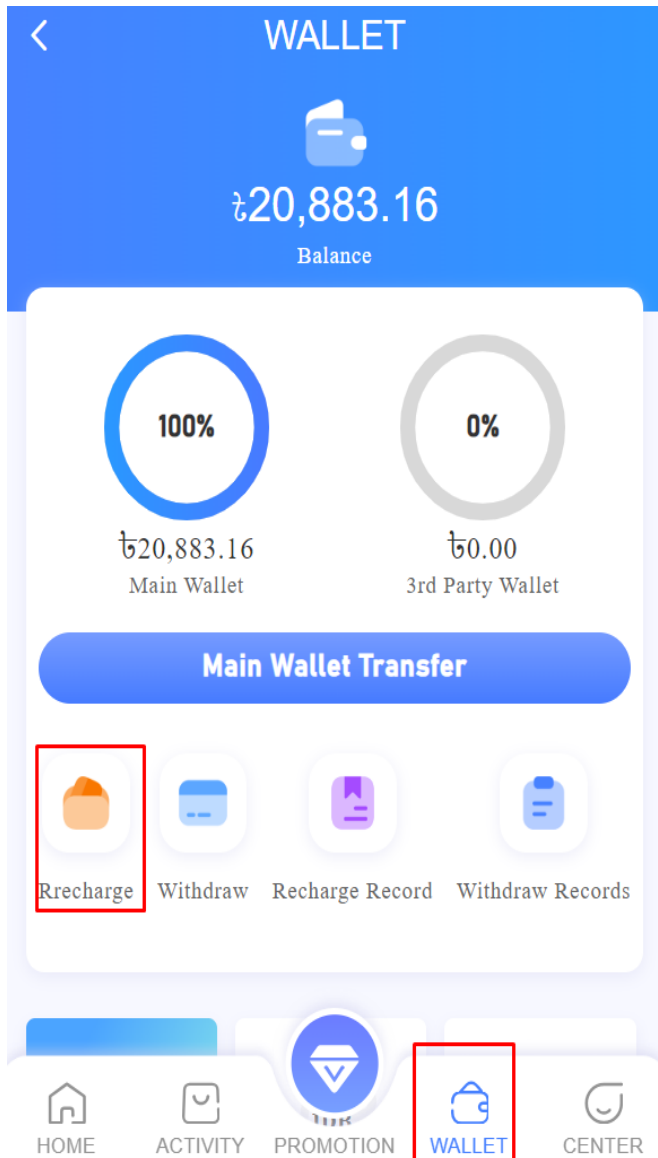 WALLET
৳20,883.16
Balance
100%
0%
৳20,883.16
৳0.00
Main Wallet
3rd Party Wallet
Main Wallet Transfer
Rrecharge
Withdraw
Recharge Record
Withdraw Records
HOME
ACTIVITY
PROMOTION
WALLET
CENTER